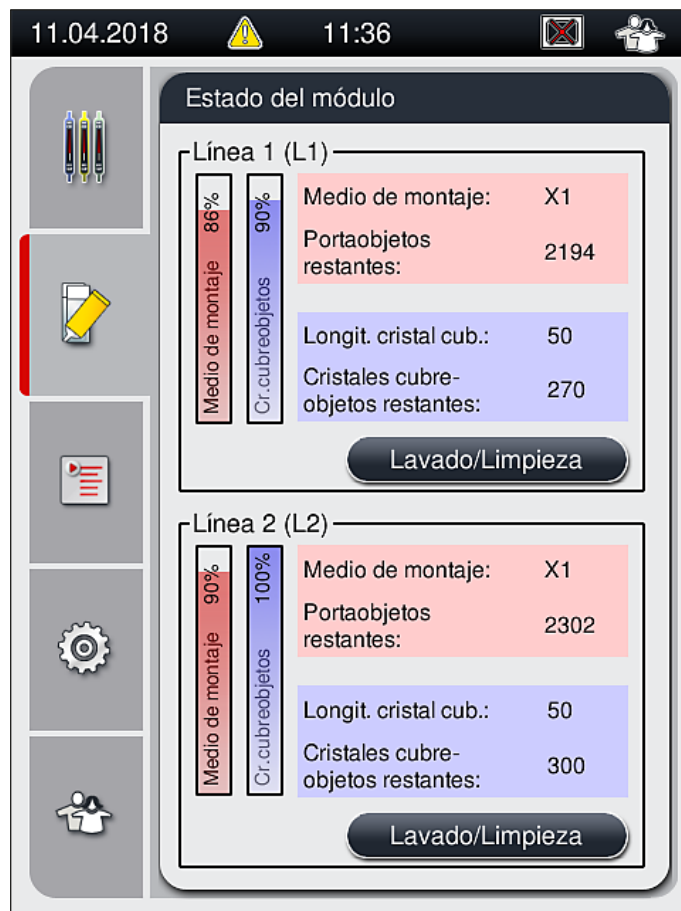 11.04.2018 11:36
Estado del módulo
Línea 1 (L1)
Medio de montaje 86%
Cr.cubreobjetos 90%
Medio de montaje: X1
Portaobjetos
restantes: 2194
Longit. cristal cub.: 50
Cristales cubre-
objetos restantes: 270
Lavado/Limpieza
Línea 2 (L2)
Medio de montaje 90%
Cr.cubreobjetos 100%
Medio de montaje: X1
Portaobjetos
restantes: 2302
Longit. cristal cub.: 50
Cristales cubre-
objetos restantes: 300
Lavado/Limpieza